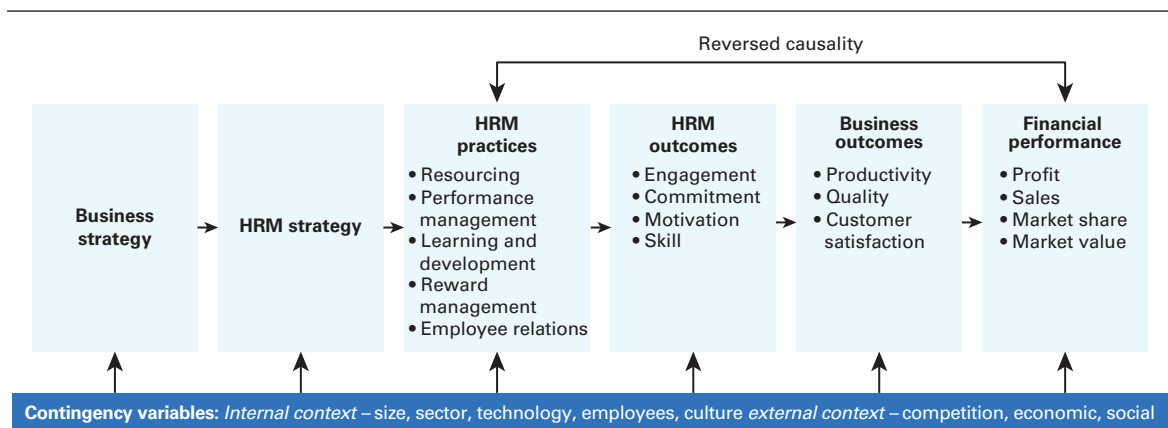 Reversed causality
Business
strategy
HRM strategy
HRM
practices
• Resourcing
• Performance
management
• Learning and
development
• Reward
management
• Employee relations
HRM
outcomes
• Engagement
• Commitment
• Motivation
• Skill
Business
outcomes
• Productivity
• Quality
• Customer
satisfaction
Financial
performance
• Profit
• Sales
• Market share
• Market value
Contingency variables: Internal context – size, sector, technology, employees, culture external context – competition, economic, social